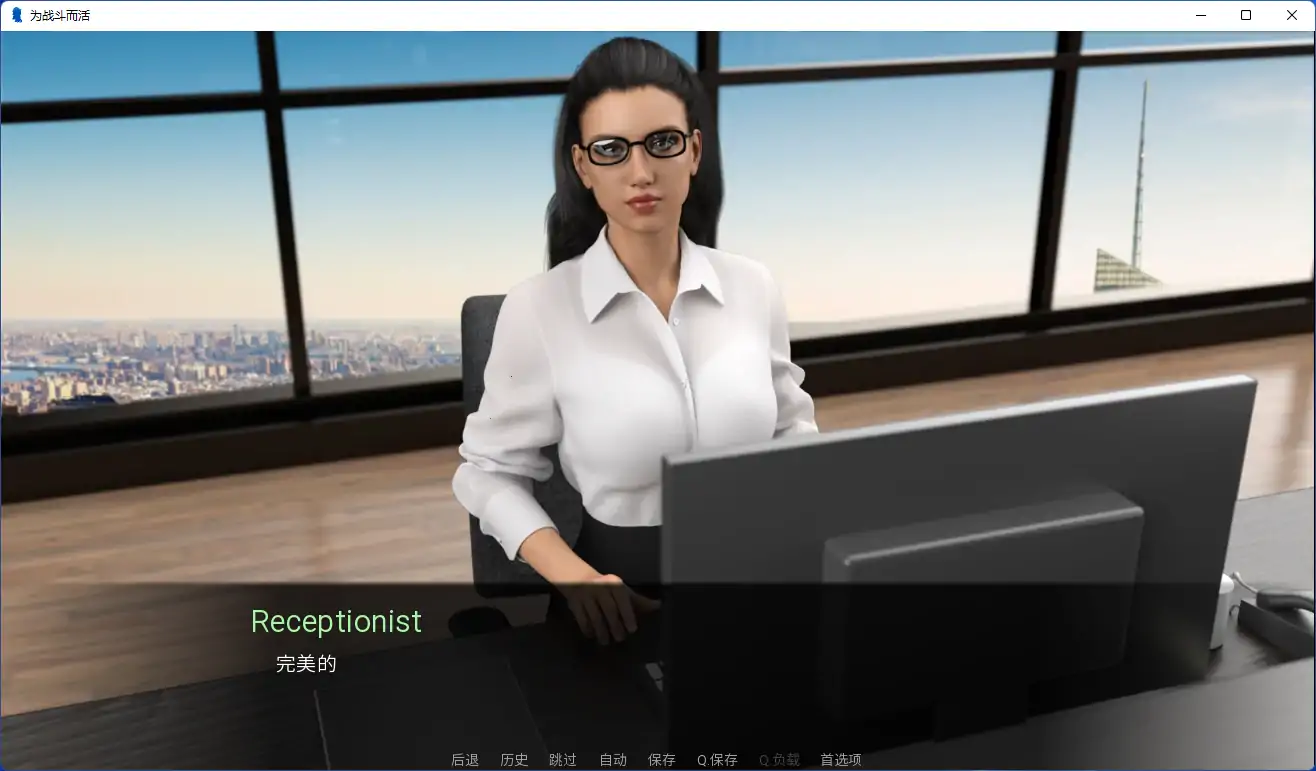 为战斗而活
Receptionist
完美的
后退 历史 跳过 自动 保存 Q.保存 Q.负载 首选项